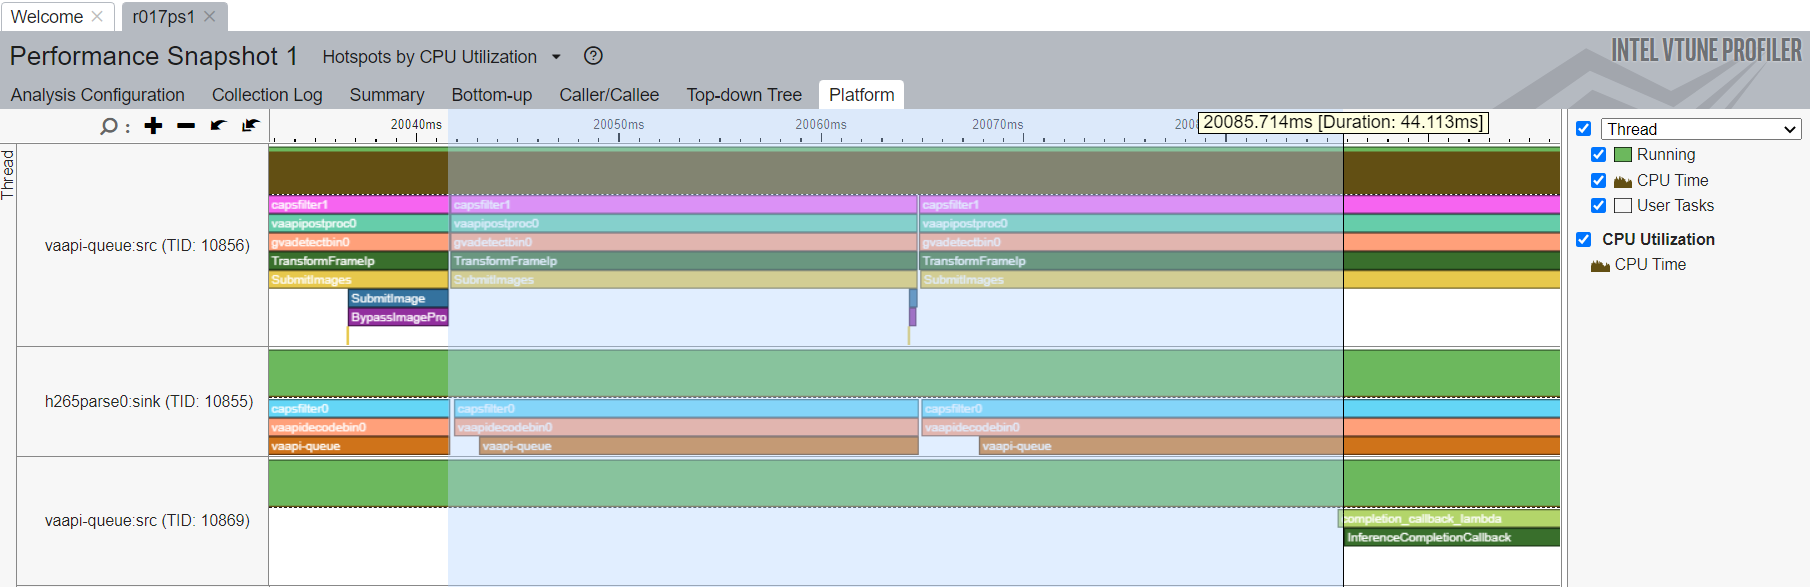 Welcome
r017ps1
Performance Snapshot 1 Hotspots by CPU Utilization ?
INTEL VTUNE PROFILER
Analysis Configuration Collection Log Summary Bottom-up Caller/Callee Top-down Tree Platform
20040ms 20050ms 20060ms 20070ms 200
20085.714ms [Duration: 44.113ms]
Thread
vaapi-queue:src (TID: 10856)
capsfilter1 capsfilter1 capsfilter1
vaapipostproc0 vaapipostproc0 vaapipostproc0
gvadetectbin0 gvadetectbin0 gvadetectbin0
TransformFrameIp TransformFrameIp TransformFrameIp
SubmitImages SubmitImages SubmitImages
SubmitImage
BypassImagePro
h265parse0:sink (TID: 10855)
capsfilter0 capsfilter0 capsfilter0
vaapidecodebin0 vaapidecodebin0 vaapidecodebin0
vaapi-queue vaapi-queue vaapi-queue
vaapi-queue:src (TID: 10869)
completion_callback_lambda
InferenceCompletionCallback
Thread
Running
CPU Time
User Tasks
CPU Utilization
CPU Time